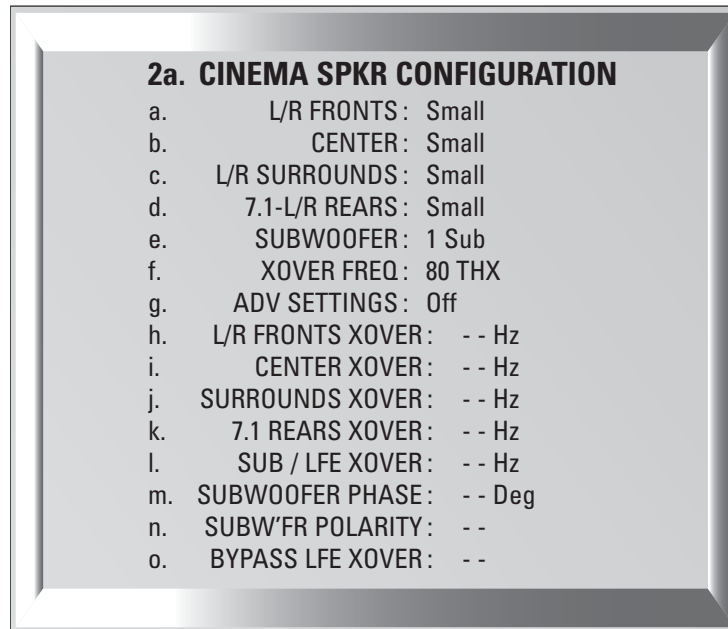 2a. CINEMA SPKR CONFIGURATION
a. L/R FRONTS: Small
b. CENTER: Small
c. L/R SURROUNDS: Small
d. 7.1-L/R REARS: Small
e. SUBWOOFER: 1 Sub
f. XOVER FREQ: 80 THX
g. ADV SETTINGS: Off
h. L/R FRONTS XOVER: - - Hz
i. CENTER XOVER: - - Hz
j. SURROUNDS XOVER: - - Hz
k. 7.1 REARS XOVER: - - Hz
l. SUB / LFE XOVER: - - Hz
m. SUBWOOFER PHASE: - - Deg
n. SUBW'FR POLARITY: - -
o. BYPASS LFE XOVER: - -